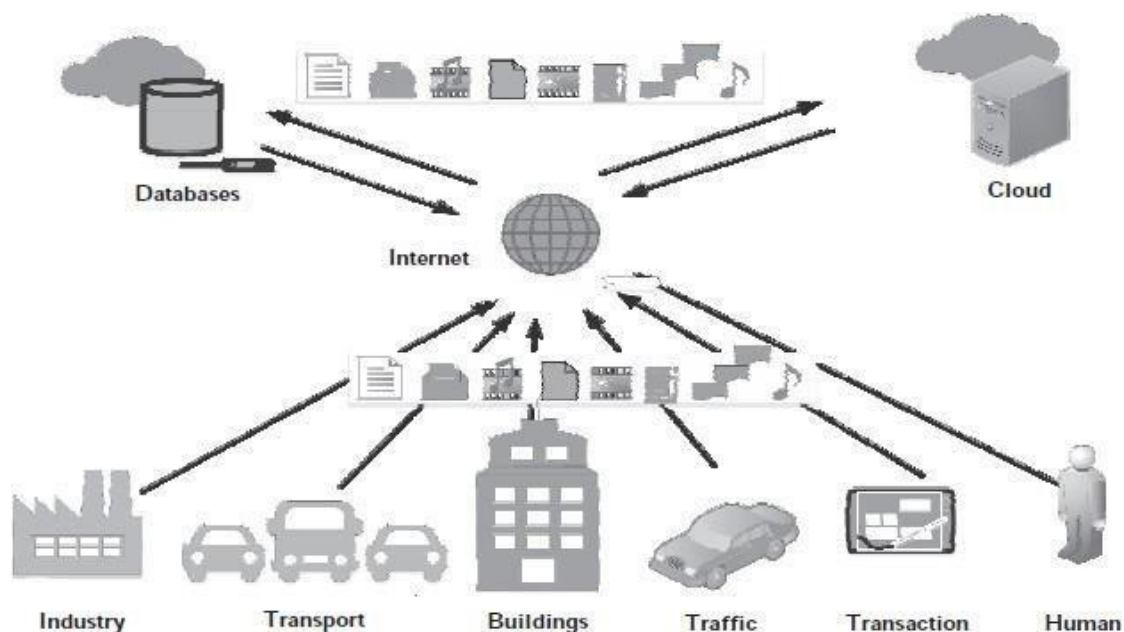 Databases
Cloud
Internet
Industry
Transport
Buildings
Traffic
Transaction
Human